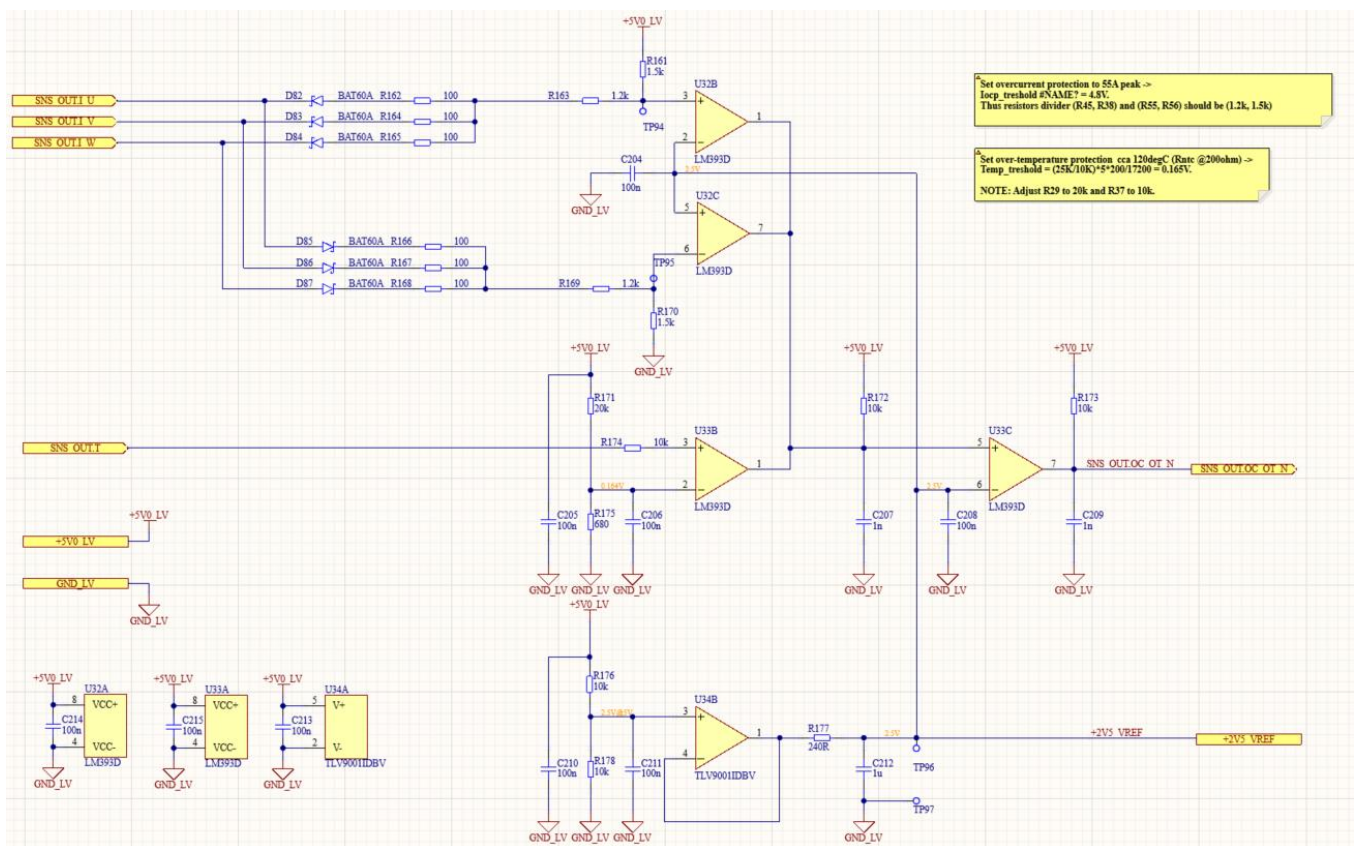 +5V0_LV
R161
1.5k
U32B
SNS_OUT.I_U
D82 BAT60A R162 100
R163 1.2k
3
1
SNS_OUT.I_V
D83 BAT60A R164 100
TP94
2
SNS_OUT.I_W
D84 BAT60A R165 100
LM393D
C204
100n
2.5V
GND_LV
U32C
5
7
6
LM393D
D85 BAT60A R166 100
D86 BAT60A R167 100
D87 BAT60A R168 100
TP95
R169 1.2k
R170
1.5k
GND_LV
Set overcurrent protection to 55A peak ->
Iocp_treshold #NAME? = 4.8V.
Thus resistors divider (R45, R38) and (R55, R56) should be (1.2k, 1.5k)
Set over-temperature protection cca 120degC (Rntc @200ohm) ->
Temp_treshold = (25K/10K)*5*200/17200 = 0.165V.
NOTE: Adjust R29 to 20k and R37 to 10k.
+5V0_LV
R171
20k
+5V0_LV
R172
10k
+5V0_LV
R173
10k
SNS_OUT.T
R174 10k
U33B
3
1
2
LM393D
0.164V
C205
100n
R175
680
C206
100n
GND_LV
GND_LV
GND_LV
C207
1n
GND_LV
U33C
5
7
6
LM393D
2.5V
C208
100n
GND_LV
SNS_OUT.OC_OT_N
SNS_OUT.OC_OT_N
C209
1n
GND_LV
+5V0_LV
+5V0_LV
GND_LV
GND_LV
+5V0_LV
R176
10k
2.5V@5V
U34B
3
1
4
TLV9001IDBV
C210
100n
R178
10k
C211
100n
GND_LV
GND_LV
GND_LV
R177
240R
2.5V
+2V5_VREF
+2V5_VREF
C212
1u
TP96
TP97
GND_LV
+5V0_LV
U32A
8 VCC+
C214
100n
4 VCC-
LM393D
GND_LV
+5V0_LV
U33A
8 VCC+
C215
100n
4 VCC-
LM393D
GND_LV
+5V0_LV
U34A
5 V+
C213
100n
2 V-
TLV9001IDBV
GND_LV